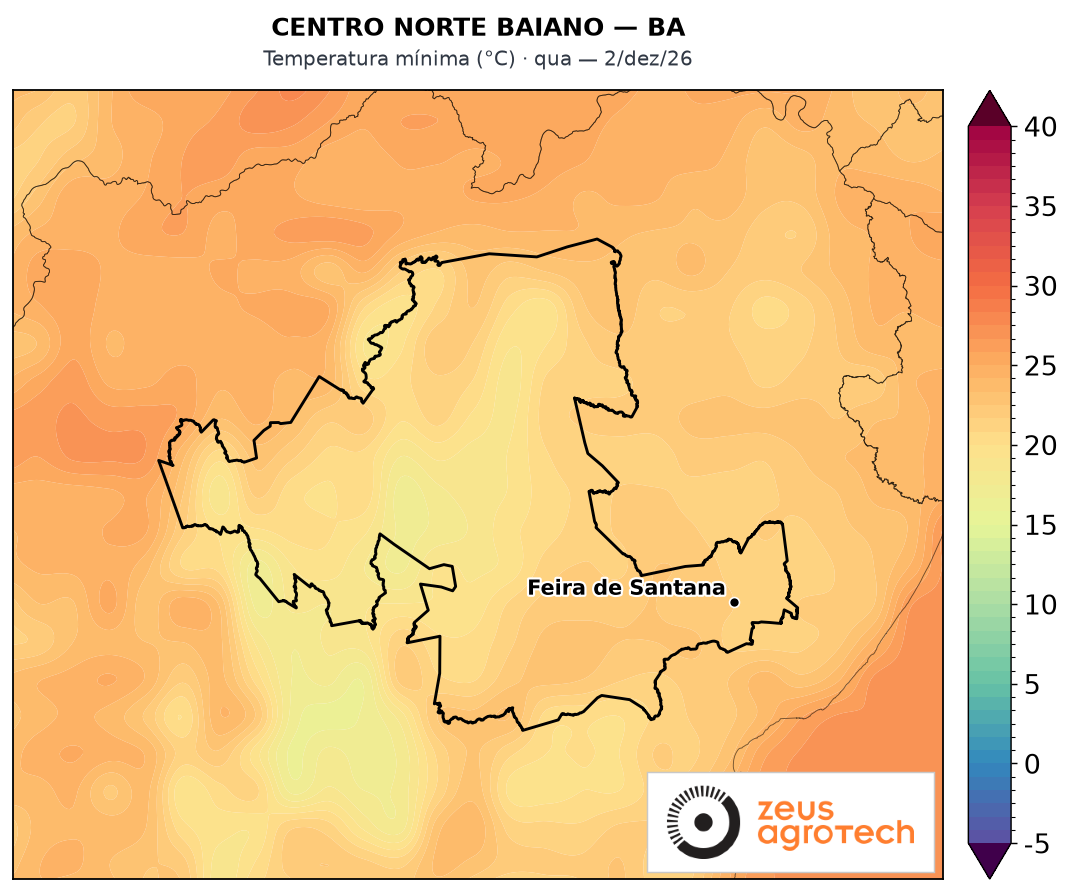 CENTRO NORTE BAIANO — BA
Temperatura mínima (°C) · qua — 2/dez/26
40
35
30
25
20
15
10
5
0
-5
Feira de Santana
zeus
agrotech